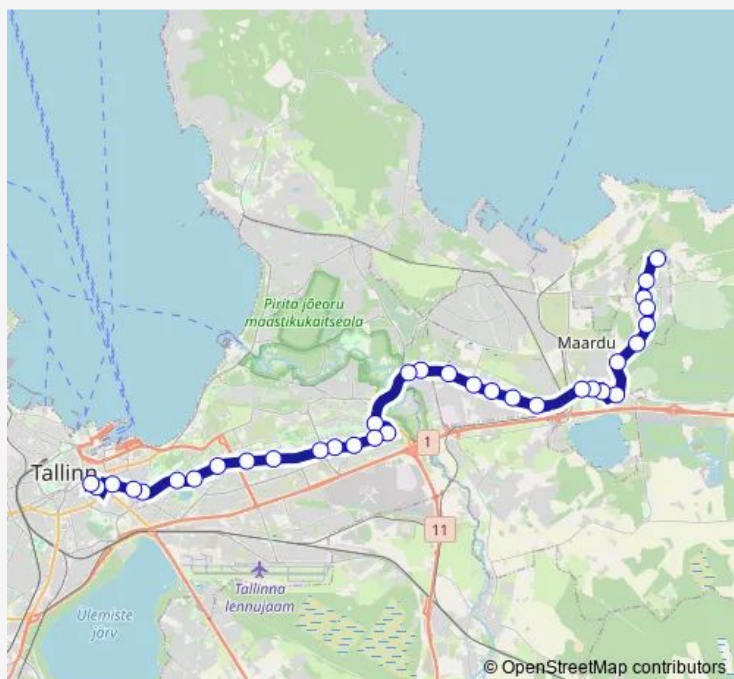 Pirita jõeoru
maastikukaitseala
Maardu
Tallinn
1
11
Tallinna
lennujaam
Ülemiste
järv
© OpenStreetMap contributors